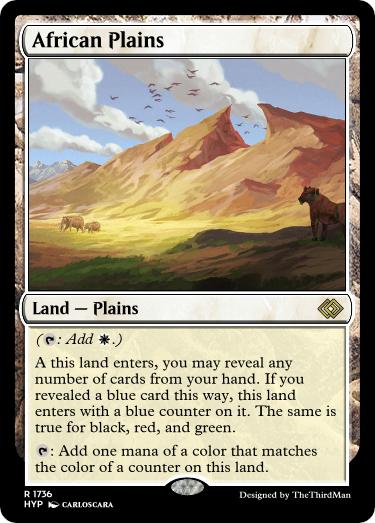 African Plains
Land — Plains
(T: Add W.)
A this land enters, you may reveal any
number of cards from your hand. If you
revealed a blue card this way, this land
enters with a blue counter on it. The same is
true for black, red, and green.
: Add one mana of a color that matches
the color of a counter on this land.
R 1736
HYP CARLOSCARA
Designed by TheThirdMan